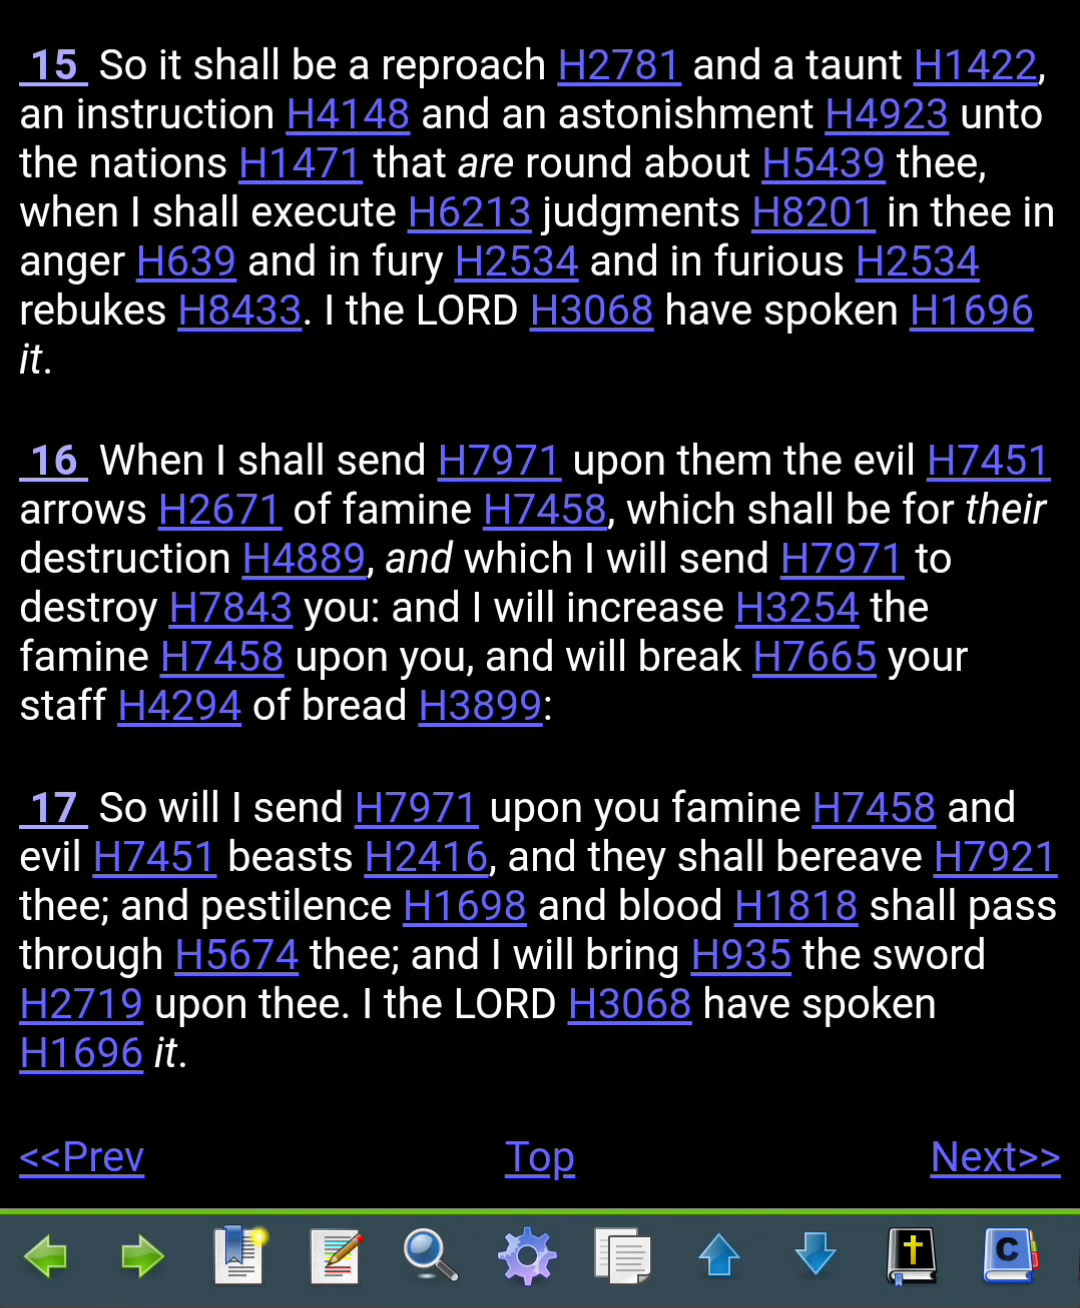 15 So it shall be a reproach H2781 and a taunt H1422,
an instruction H4148 and an astonishment H4923 unto
the nations H1471 that are round about H5439 thee,
when I shall execute H6213 judgments H8201 in thee in
anger H639 and in fury H2534 and in furious H2534
rebukes H8433. I the LORD H3068 have spoken H1696
it.
16 When I shall send H7971 upon them the evil H7451
arrows H2671 of famine H7458, which shall be for their
destruction H4889, and which I will send H7971 to
destroy H7843 you: and I will increase H3254 the
famine H7458 upon you, and will break H7665 your
staff H4294 of bread H3899:
17 So will I send H7971 upon you famine H7458 and
evil H7451 beasts H2416, and they shall bereave H7921
thee; and pestilence H1698 and blood H1818 shall pass
through H5674 thee; and I will bring H935 the sword
H2719 upon thee. I the LORD H3068 have spoken
H1696 it.
<<Prev Top Next>>
C